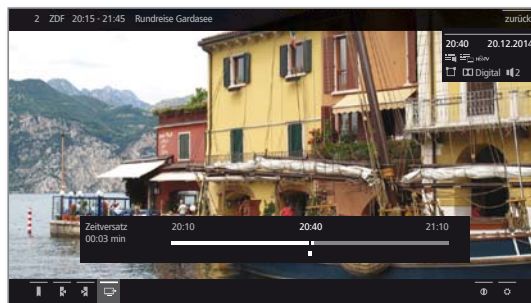 2 ZDF 20:15 - 21:45 Rundreise Gardasee zurück
20:40 20.12.2014
HbbTV
Digital 2
Zeitversatz 20:10 20:40 21:10
00:03 min